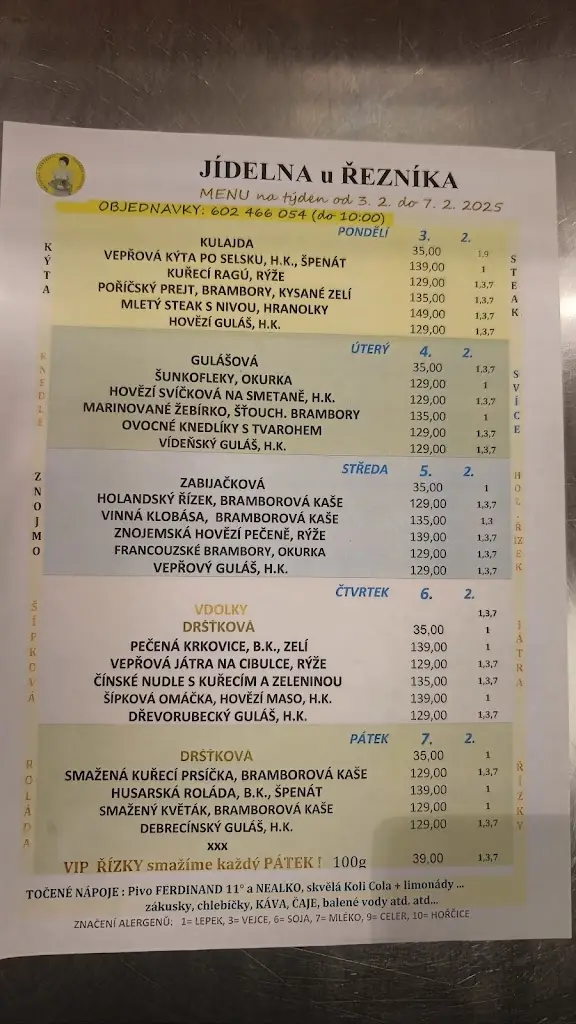 JÍDELNA u ŘEZNÍKA
MENU na týden od 3. 2. do 7. 2. 2025
OBJEDNAVKY: 602 466 054 (do 10:00)
PONDĚLÍ 3. 2.
KULAJDA 35,00 1,9
VEPŘOVÁ KÝTA PO SELSKU, H.K., ŠPENÁT 139,00 1
KUŘECÍ RAGÚ, RÝŽE 129,00 1,3,7
POŘÍČSKÝ PREJT, BRAMBORY, KYSANÉ ZELÍ 135,00 1,3,7
MLETÝ STEAK S NIVOU, HRANOLKY 149,00 1,3,7
HOVĚZÍ GULÁŠ, H.K. 129,00 1,3,7
KÝTA
STEAK
ÚTERÝ 4. 2.
GULÁŠOVÁ 35,00 1,3,7
ŠUNKOFLEKY, OKURKA 129,00 1
HOVĚZÍ SVÍČKOVÁ NA SMETANĚ, H.K. 129,00 1,3,7
MARINOVANÉ ŽEBÍRKO, ŠŤOUCH. BRAMBORY 135,00 1
OVOCNÉ KNEDLÍKY S TVAROHEM 129,00 1,3,7
VÍDEŇSKÝ GULÁŠ, H.K. 129,00 1,3,7
KNEDLE
SVÍCE
STŘEDA 5. 2.
ZABIJAČKOVÁ 35,00 1
HOLANDSKÝ ŘÍZEK, BRAMBOROVÁ KAŠE 129,00 1,3,7
VINNÁ KLOBÁSA, BRAMBOROVÁ KAŠE 135,00 1,3
ZNOJEMSKÁ HOVĚZÍ PEČENĚ, RÝŽE 139,00 1,3,7
FRANCOUZSKÉ BRAMBORY, OKURKA 129,00 1,3,7
VEPŘOVÝ GULÁŠ, H.K. 129,00 1,3,7
ZNOJMO
HOL.ŘÍZEK
ČTVRTEK 6. 2.
VDOLKY 1,3,7
DRŠŤKOVÁ 35,00 1
PEČENÁ KRKOVICE, B.K., ZELÍ 139,00 1
VEPŘOVÁ JÁTRA NA CIBULCE, RÝŽE 129,00 1,3,7
ČÍNSKÉ NUDLE S KUŘECÍM A ZELENINOU 135,00 1,3,7
ŠÍPKOVÁ OMÁČKA, HOVĚZÍ MASO, H.K. 139,00 1
DŘEVORUBECKÝ GULÁŠ, H.K. 129,00 1,3,7
ŠÍPKOVÁ
JÁTRA
PÁTEK 7. 2.
DRŠŤKOVA 35,00 1
SMAŽENÁ KUŘECÍ PRSÍČKA, BRAMBOROVÁ KAŠE 129,00 1,3,7
HUSARSKÁ ROLÁDA, B.K., ŠPENÁT 139,00 1
SMAŽENÝ KVĚTÁK, BRAMBOROVÁ KAŠE 129,00 1
DEBRECÍNSKÝ GULÁŠ, H.K. 129,00 1,3,7
xxx
VIP ŘÍZKY smažíme každý PÁTEK ! 100g 39,00 1,3,7
ROLÁDA
ŘÍZKY
TOČENÉ NÁPOJE : Pivo FERDINAND 11° a NEALKO, skvělá Koli Cola + limonády ...
zákusky, chlebíčky, KÁVA, ČAJE, balené vody atd. atd...
ZNAČENÍ ALERGENŮ: 1= LEPEK, 3= VEJCE, 6= SOJA, 7= MLÉKO, 9= CELER, 10= HOŘČICE